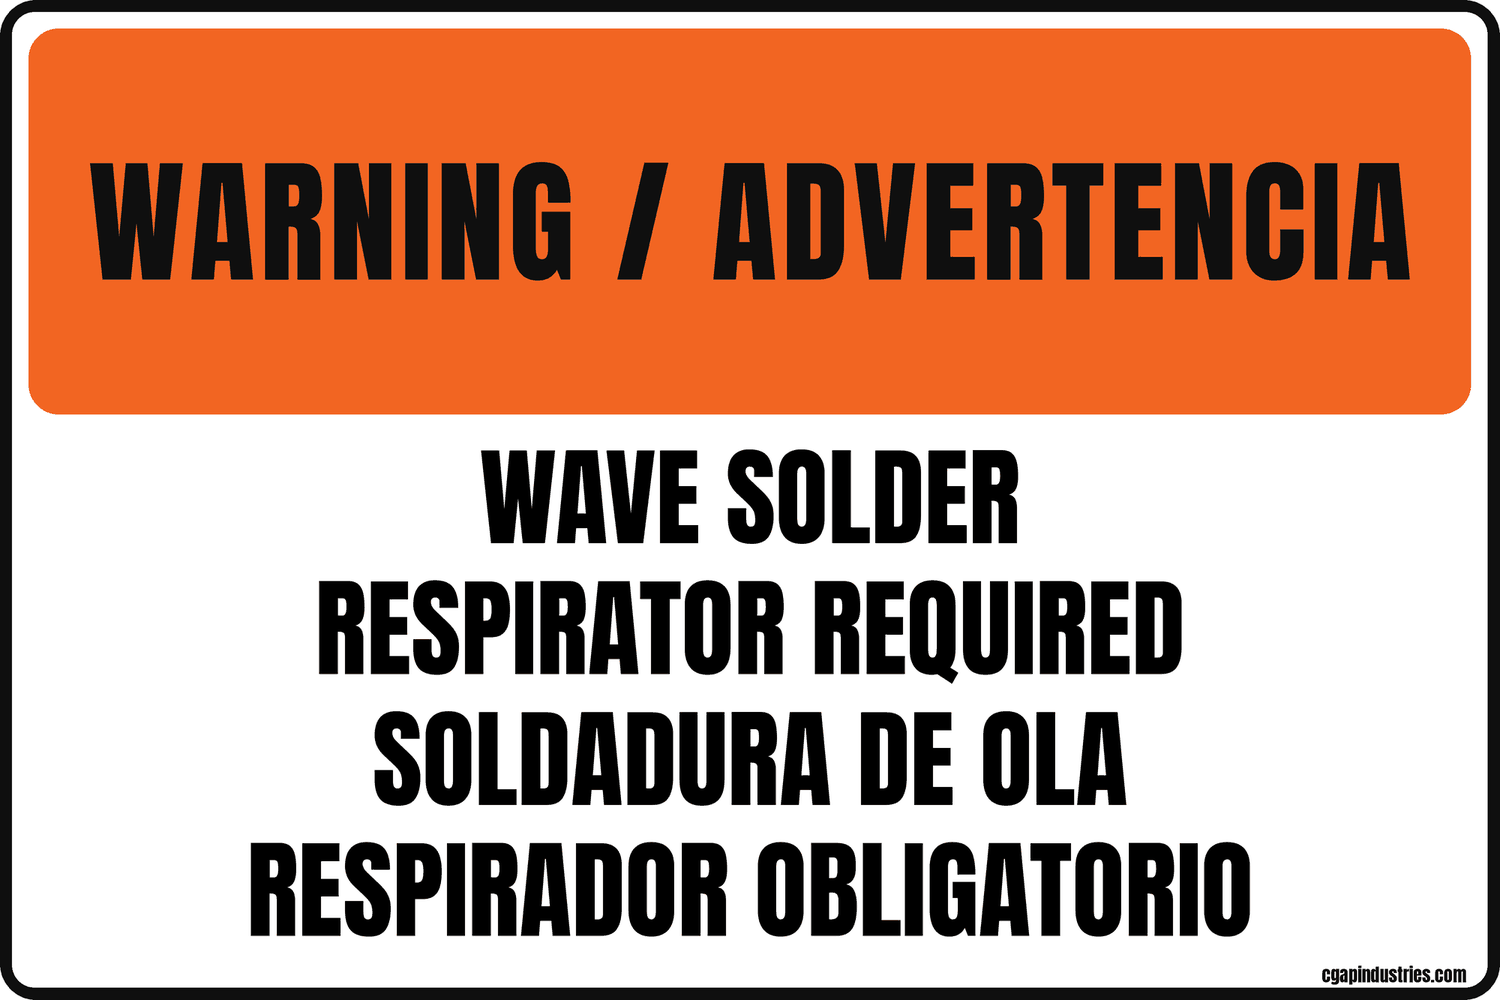 WARNING / ADVERTENCIA
WAVE SOLDER
RESPIRATOR REQUIRED
SOLDADURA DE OLA
RESPIRADOR OBLIGATORIO
cgapindustries.com